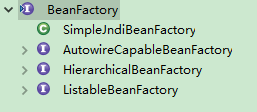 BeanFactory
SimpleJndiBeanFactory
AutowireCapableBeanFactory
HierarchicalBeanFactory
ListableBeanFactory